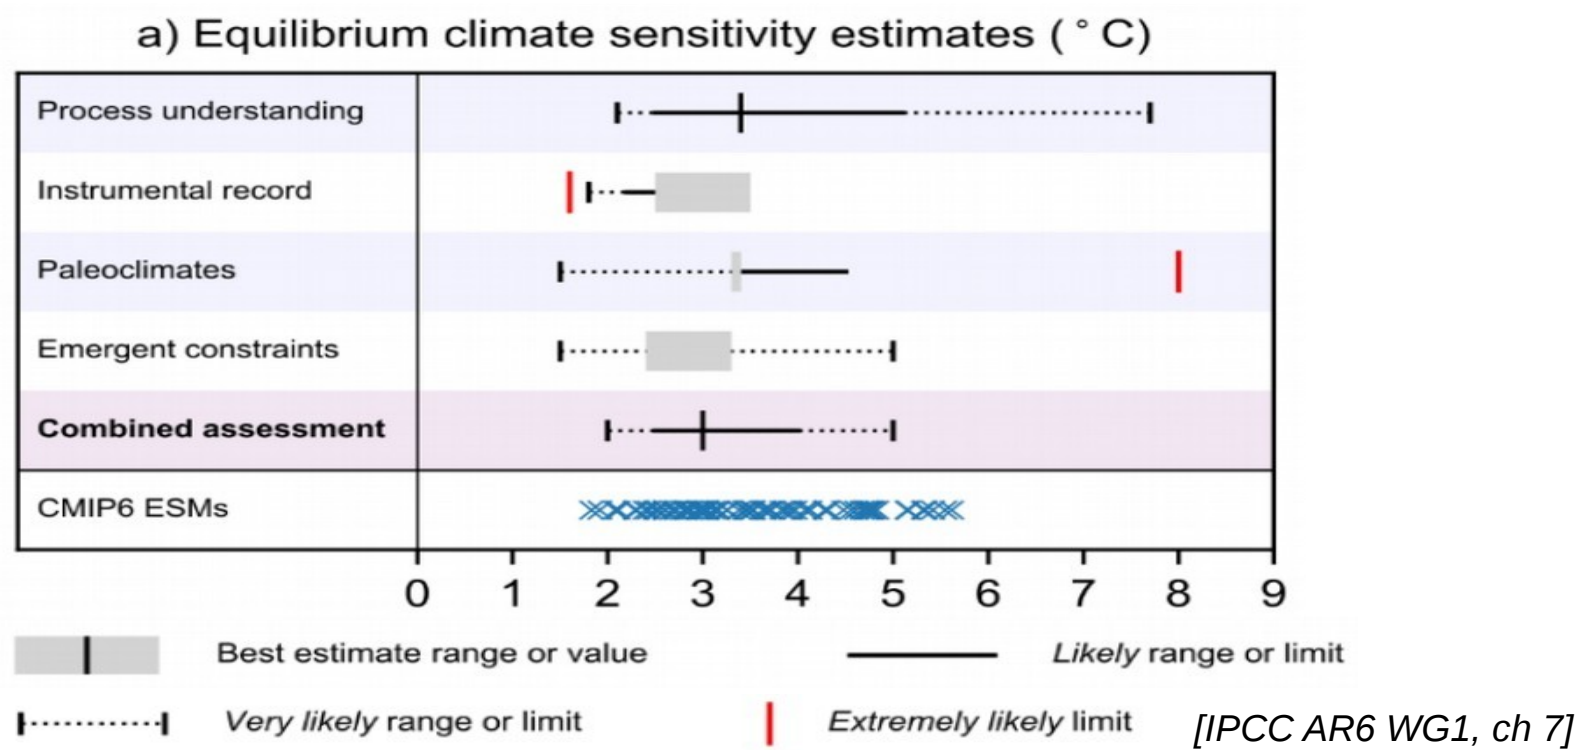 a) Equilibrium climate sensitivity estimates (°C)
Process understanding
Instrumental record
Paleoclimates
Emergent constraints
Combined assessment
CMIP6 ESMs
0 1 2 3 4 5 6 7 8 9
Best estimate range or value
Likely range or limit
Very likely range or limit
Extremely likely limit
[IPCC AR6 WG1, ch 7]